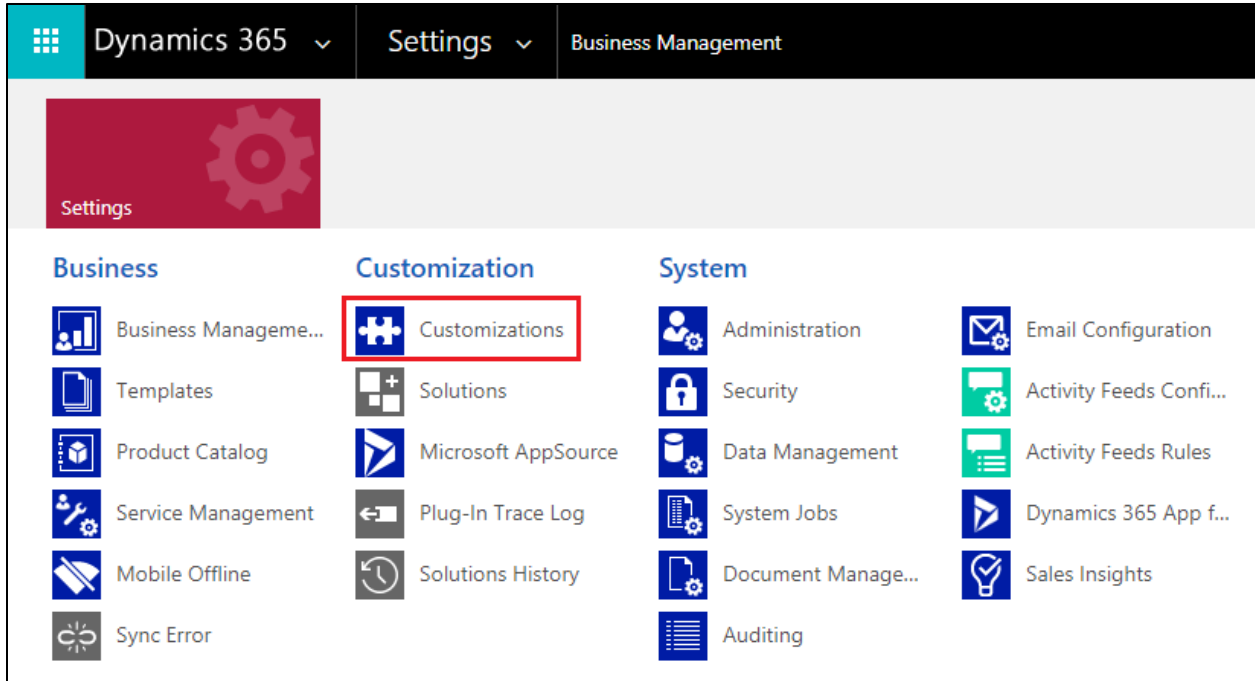 Dynamics 365
Settings
Business Management
Settings
Business
Business Manageme...
Templates
Product Catalog
Service Management
Mobile Offline
Sync Error
Customization
Customizations
Solutions
Microsoft AppSource
Plug-In Trace Log
Solutions History
System
Administration
Security
Data Management
System Jobs
Document Manage...
Auditing
Email Configuration
Activity Feeds Confi...
Activity Feeds Rules
Dynamics 365 App f...
Sales Insights